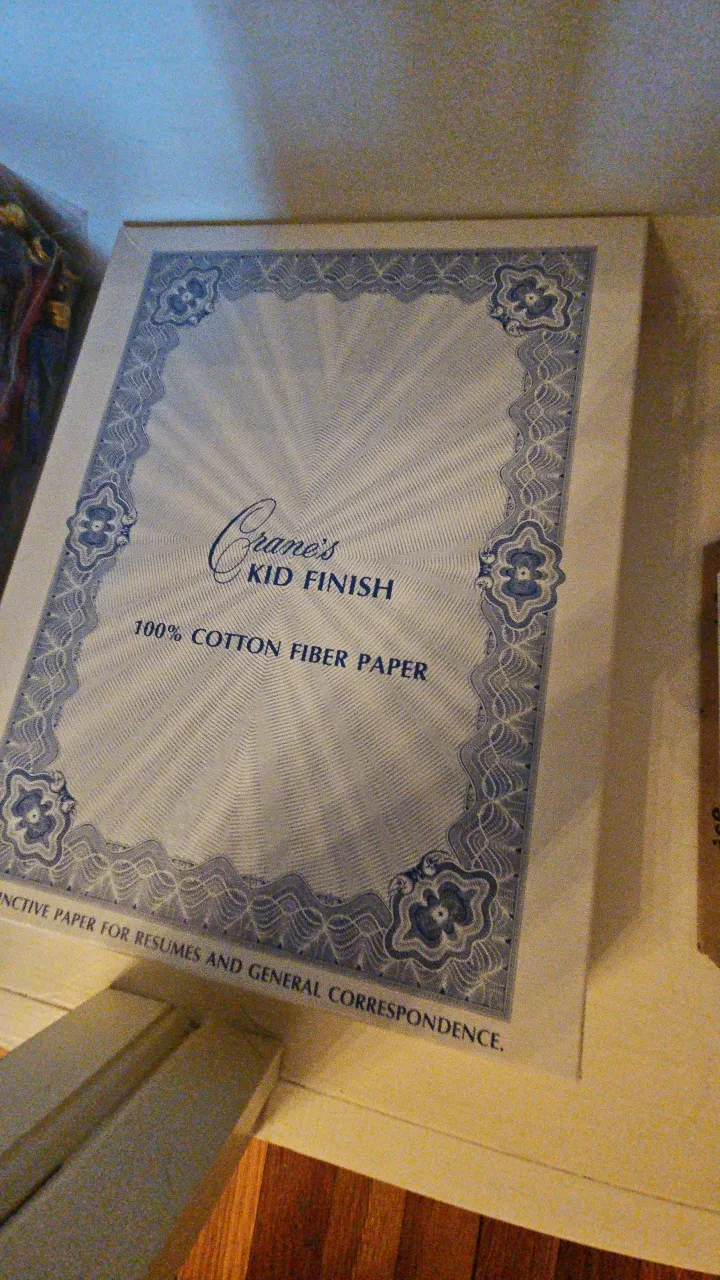 Crane's
KID FINISH
100% COTTON FIBER PAPER
PAPER FOR RESUMES AND GENERAL CORRESPONDENCE.